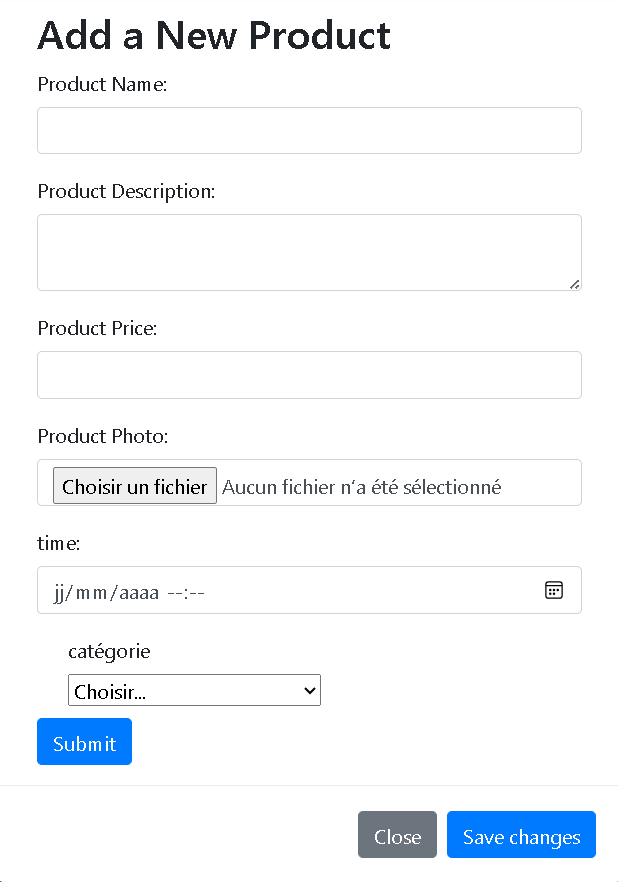 Add a New Product
Product Name:
Product Description:
Product Price:
Product Photo:
Choisir un fichier Aucun fichier n’a été sélectionné
time:
jj/mm/aaaa --:--
catégorie
Choisir...
Submit
Close Save changes